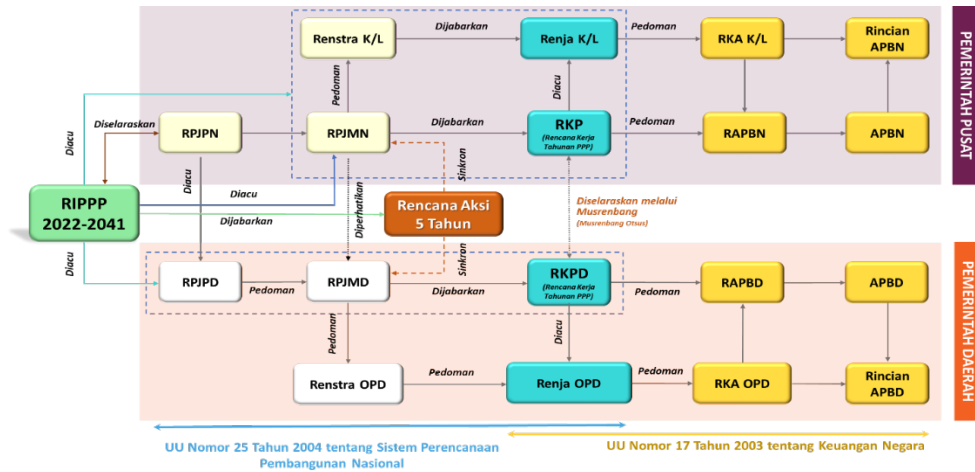 Renstra K/L
Dijabarkan
Renja K/L
Pedoman
RKA K/L
Rincian
APBN
PEMERINTAH PUSAT
Diacu
Pedoman
Diacu
Diselaraskan
RPJPN
RPJMN
Dijabarkan
RKP
(Rencana Kerja
Tahunan PPP)
Pedoman
RAPBN
APBN
Sinkron
RIPPP
2022-2041
Diacu
Diacu
Dijabarkan
Diperhatikan
Rencana Aksi
5 Tahun
Diselaraskan melalui
Musrenbang
(Musrenbang Otsus)
Diacu
Sinkron
RPJPD
Pedoman
RPJMD
Dijabarkan
RKPD
(Rencana Kerja
Tahunan PPP)
Pedoman
RAPBD
APBD
PEMERINTAH DAERAH
Pedoman
Diacu
Renstra OPD
Pedoman
Renja OPD
Pedoman
RKA OPD
Rincian
APBD
UU Nomor 25 Tahun 2004 tentang Sistem Perencanaan
Pembangunan Nasional
UU Nomor 17 Tahun 2003 tentang Keuangan Negara